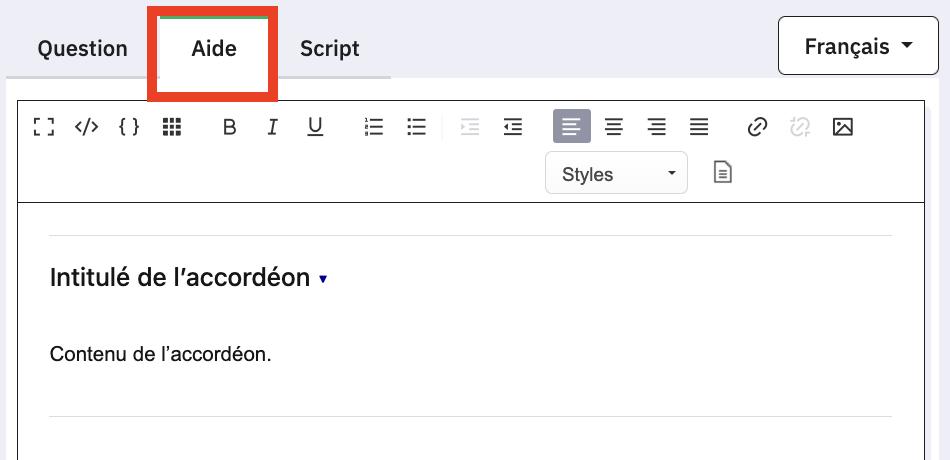 Question Aide Script Français
</> {} B I U
Styles
Intitulé de l’accordéon
Contenu de l’accordéon.